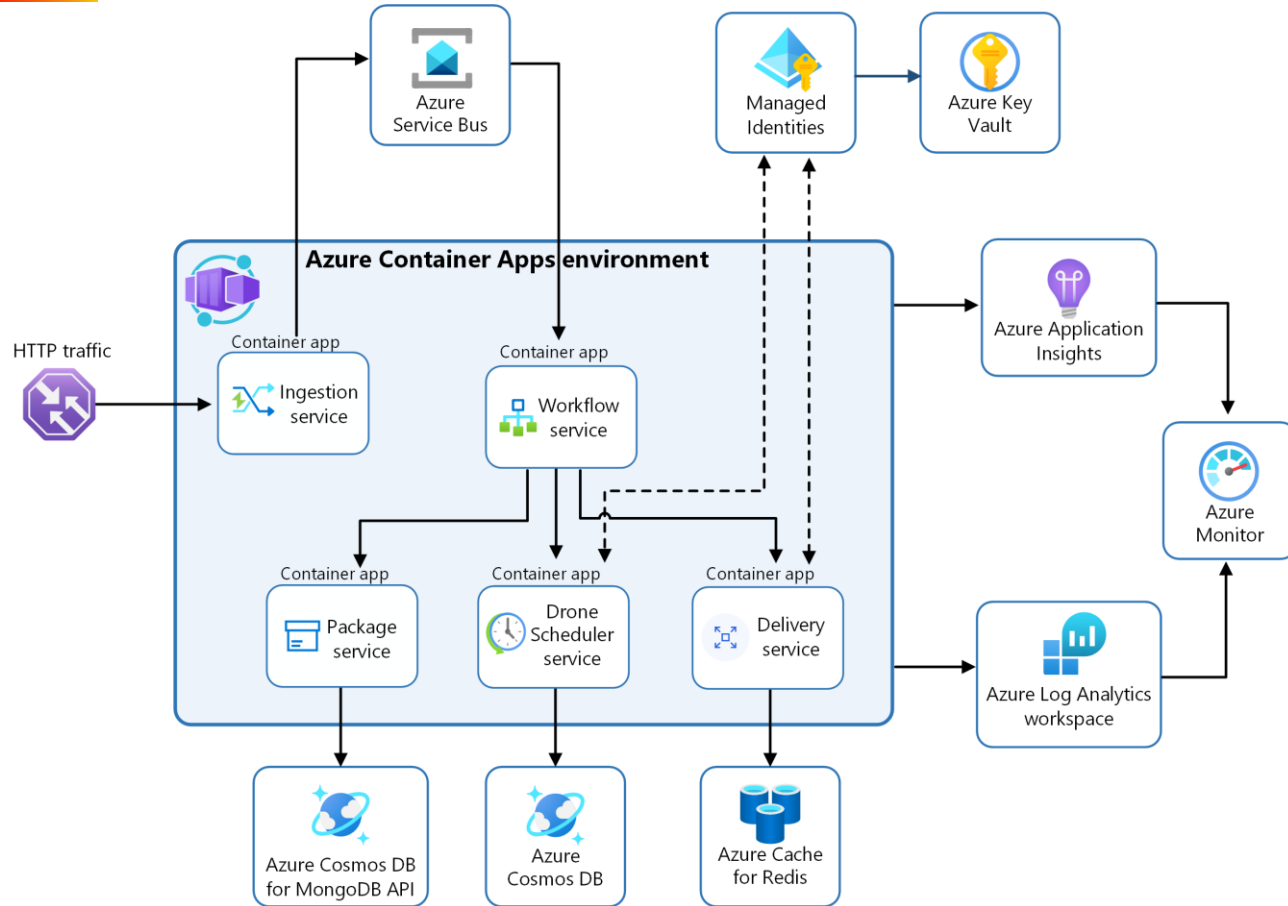 Azure
Service Bus
Managed
Identities
Azure Key
Vault
Azure Container Apps environment
HTTP traffic
Container app
Ingestion
service
Container app
Workflow
service
Azure Application
Insights
Azure
Monitor
Container app
Package
service
Container app
Drone
Scheduler
service
Container app
Delivery
service
Azure Log Analytics
workspace
Azure Cosmos DB
for MongoDB API
Azure
Cosmos DB
Azure Cache
for Redis